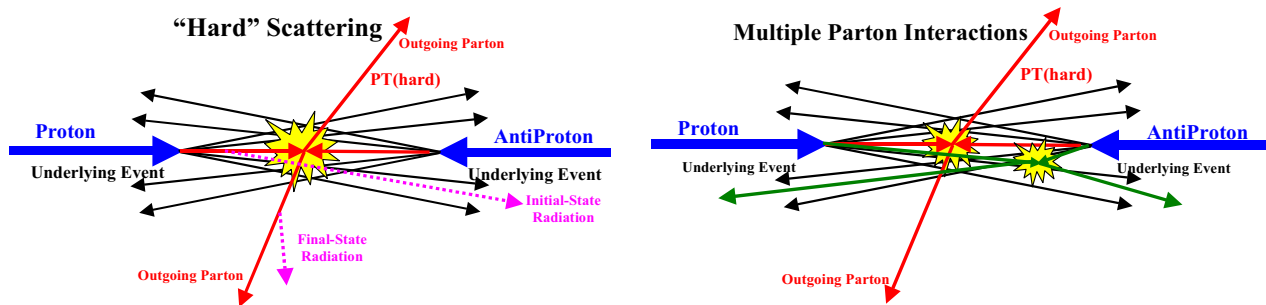 “Hard” Scattering
Outgoing Parton
PT(hard)
Proton
AntiProton
Underlying Event
Underlying Event
Initial-State
Radiation
Final-State
Radiation
Outgoing Parton
Multiple Parton Interactions
Outgoing Parton
PT(hard)
Proton
AntiProton
Underlying Event
Underlying Event
Outgoing Parton